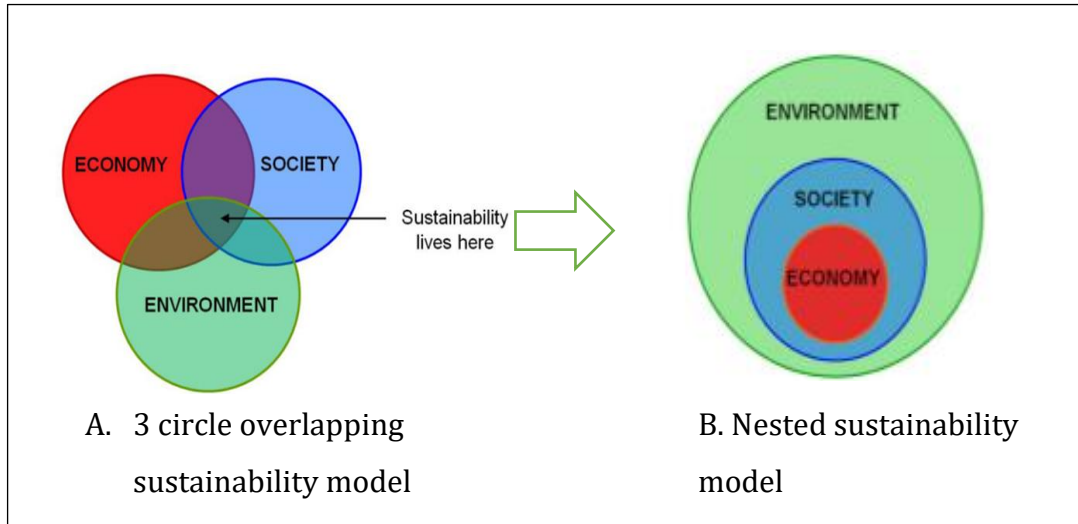 ECONOMY
SOCIETY
Sustainability
lives here
ENVIRONMENT
A. 3 circle overlapping
sustainability model
ENVIRONMENT
SOCIETY
ECONOMY
B. Nested sustainability
model